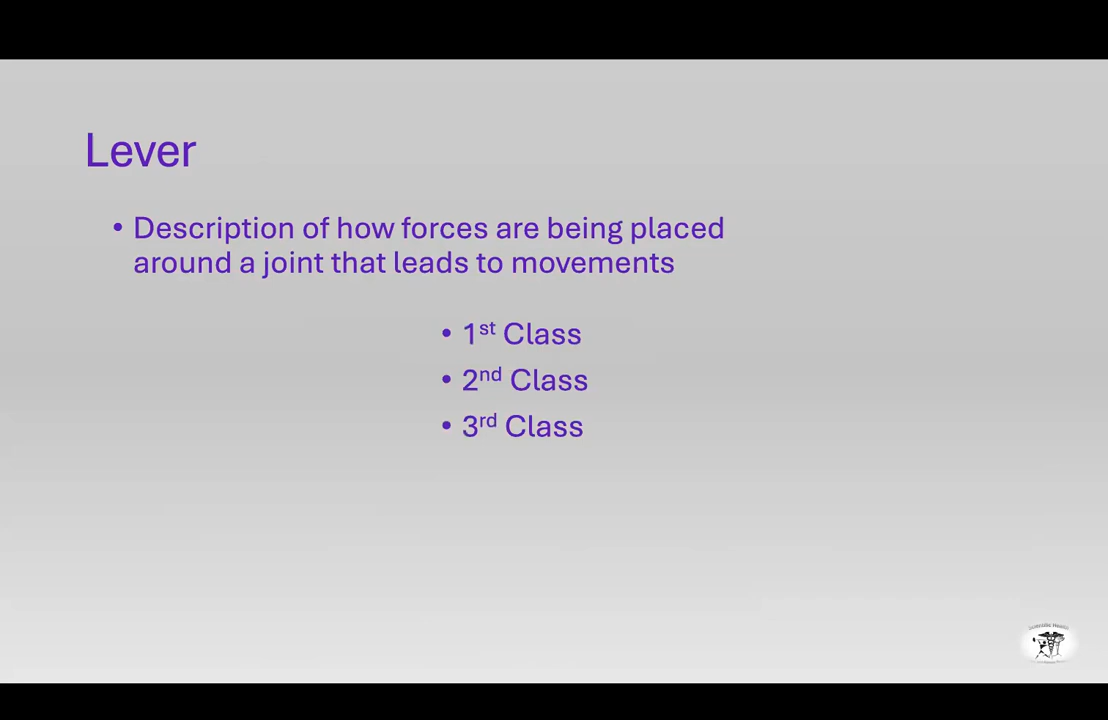 Lever
• Description of how forces are being placed
around a joint that leads to movements
• 1st Class
• 2nd Class
• 3rd Class